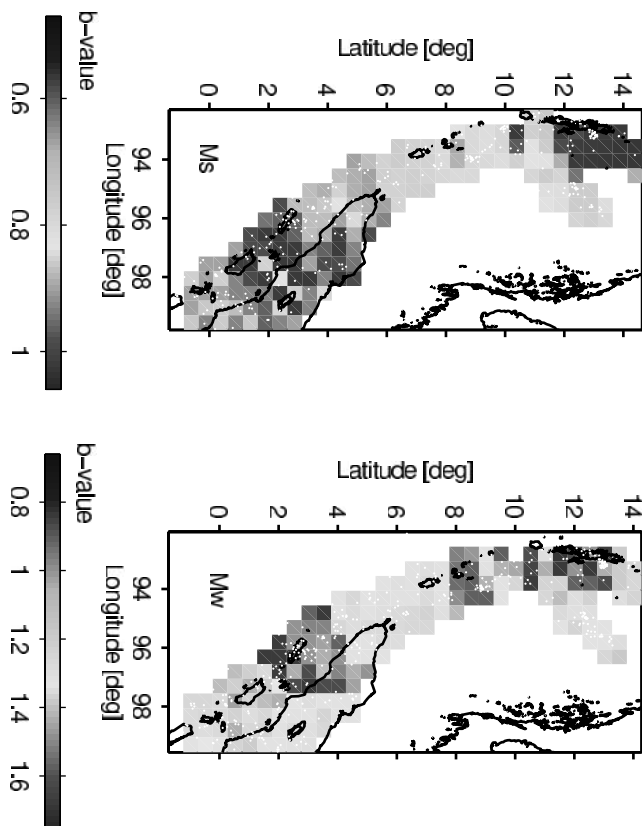 Latitude [deg]
0 2 4 6 8 10 12 14
94 96 98
Longitude [deg]
Ms
b-value
0.6 0.8 1
Latitude [deg]
0 2 4 6 8 10 12 14
94 96 98
Longitude [deg]
Mw
b-value
0.8 1 1.2 1.4 1.6